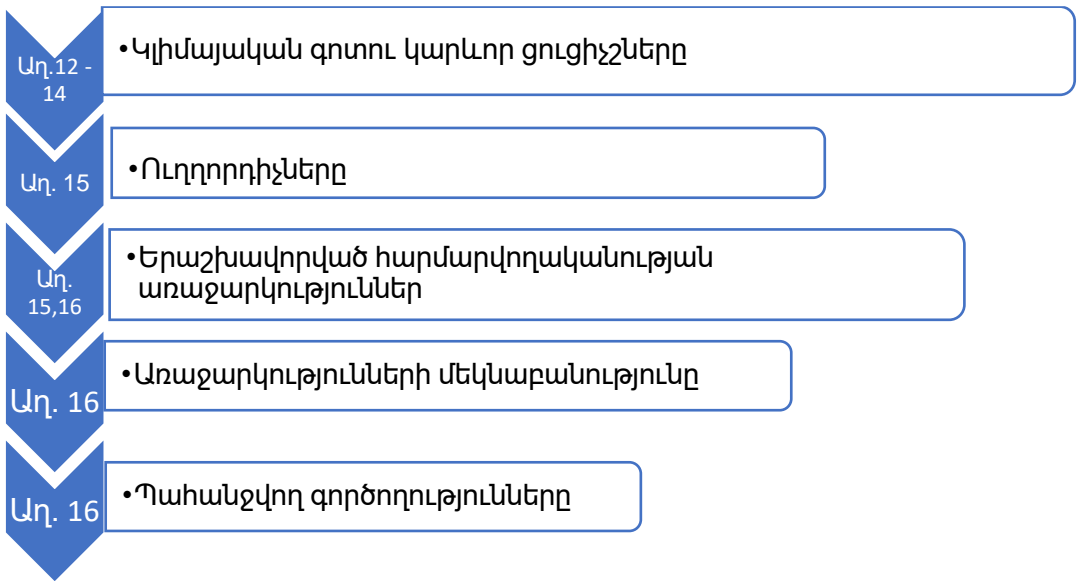 Աղ.12 -
14
•Կլիմայական գոտու կարևոր ցուցիչշները
Աղ. 15
•Ուղղորդիչները
Աղ.
15,16
•Երաշխավորված հարմարվողականության
առաջարկություններ
Աղ. 16
•Առաջարկությունների մեկնաբանությունը
Աղ. 16
•Պահանջվող գործողությունները